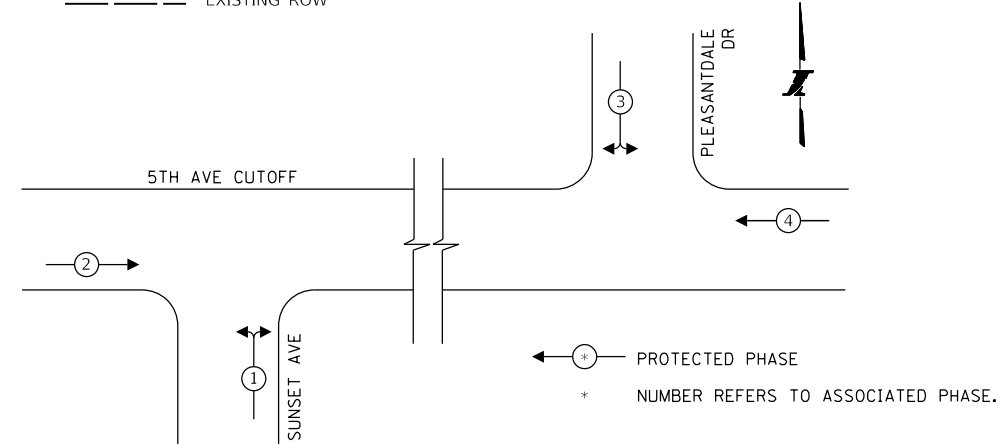 EXISTING ROW
PLEASANTDALE
DR
3
5TH AVE CUTOFF
4
2
SUNSET AVE
1
* PROTECTED PHASE
* NUMBER REFERS TO ASSOCIATED PHASE.